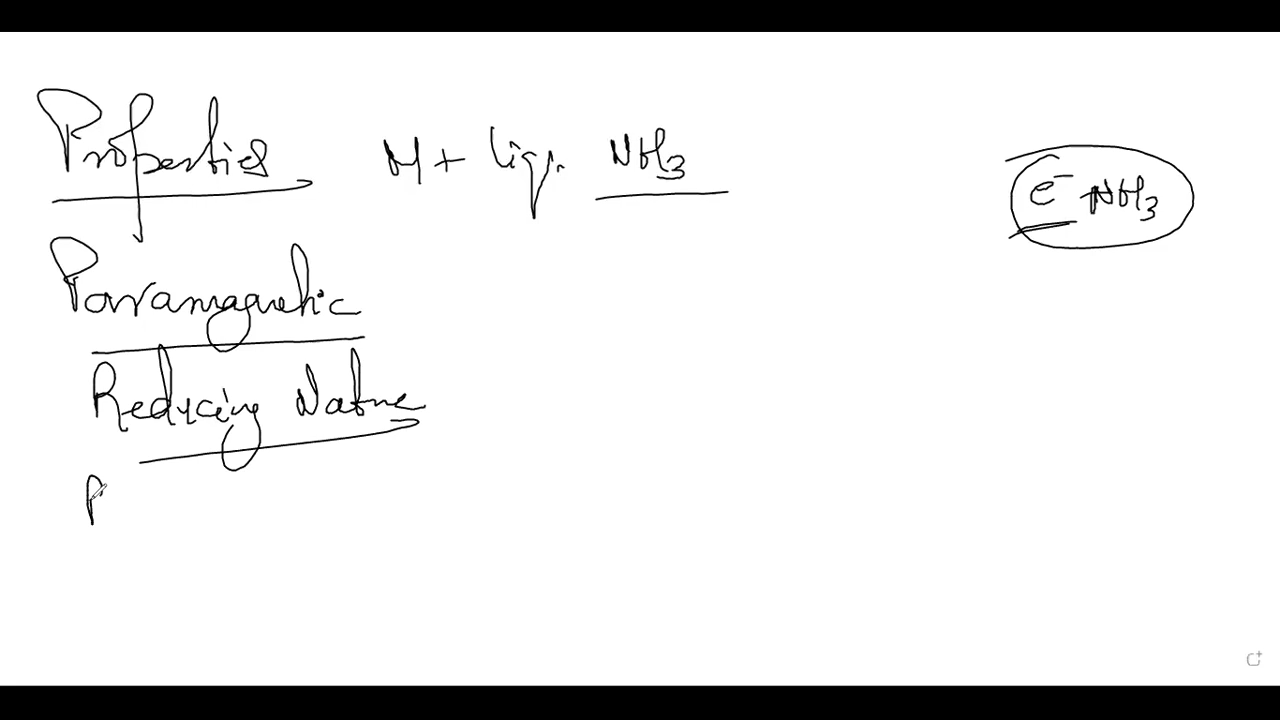 Properties M + liq. NH3
e- NH3
Paramagnetic
Reducing Nature
P